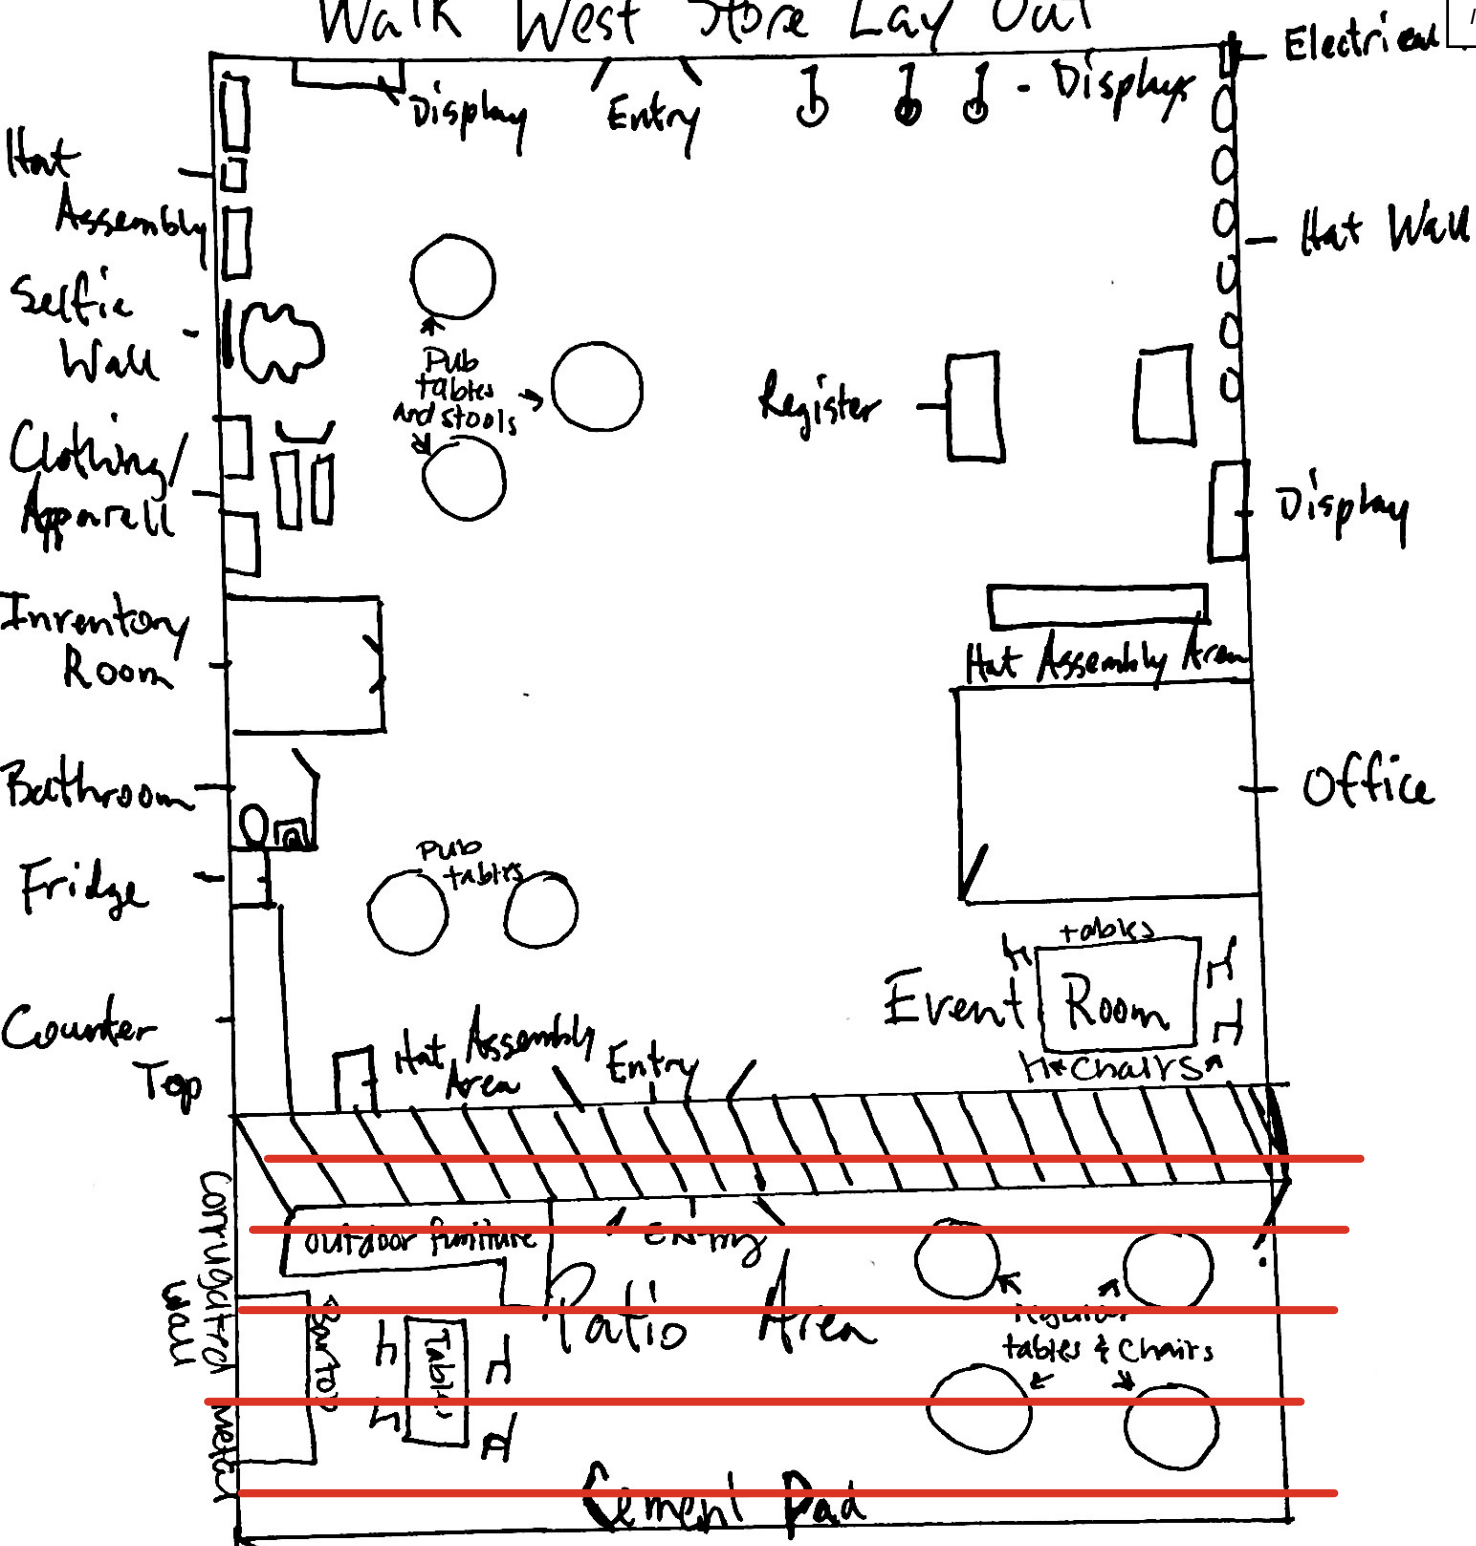 Walk West Store Lay Out
Electrical
Display
Entry
- Displays
Hat
Assembly
Hat Wall
Selfie
Wall
Pub
tables
and stools
Register
Clothing/
Apparell
Display
Inventory
Room
Hat Assembly Area
Bathroom
Office
Fridge
Pub
tables
tables
Event Room
Chairs
Counter
Top
Hat Assembly
Area
Entry
Corrugated metal
wall
outdoor furniture
Entry
Patio Area
Regular
tables & Chairs
Bar top
Table
Cement Pad